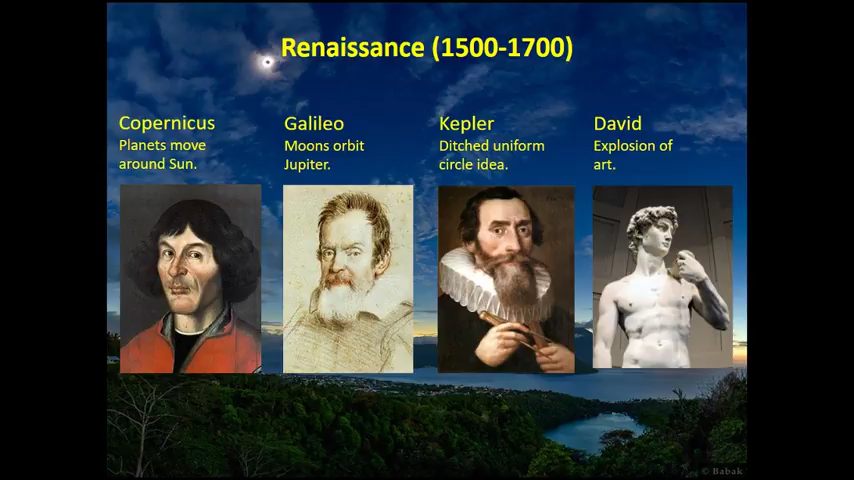 Renaissance (1500-1700)
Copernicus
Planets move
around Sun.
Galileo
Moons orbit
Jupiter.
Kepler
Ditched uniform
circle idea.
David
Explosion of
art.
© Babak